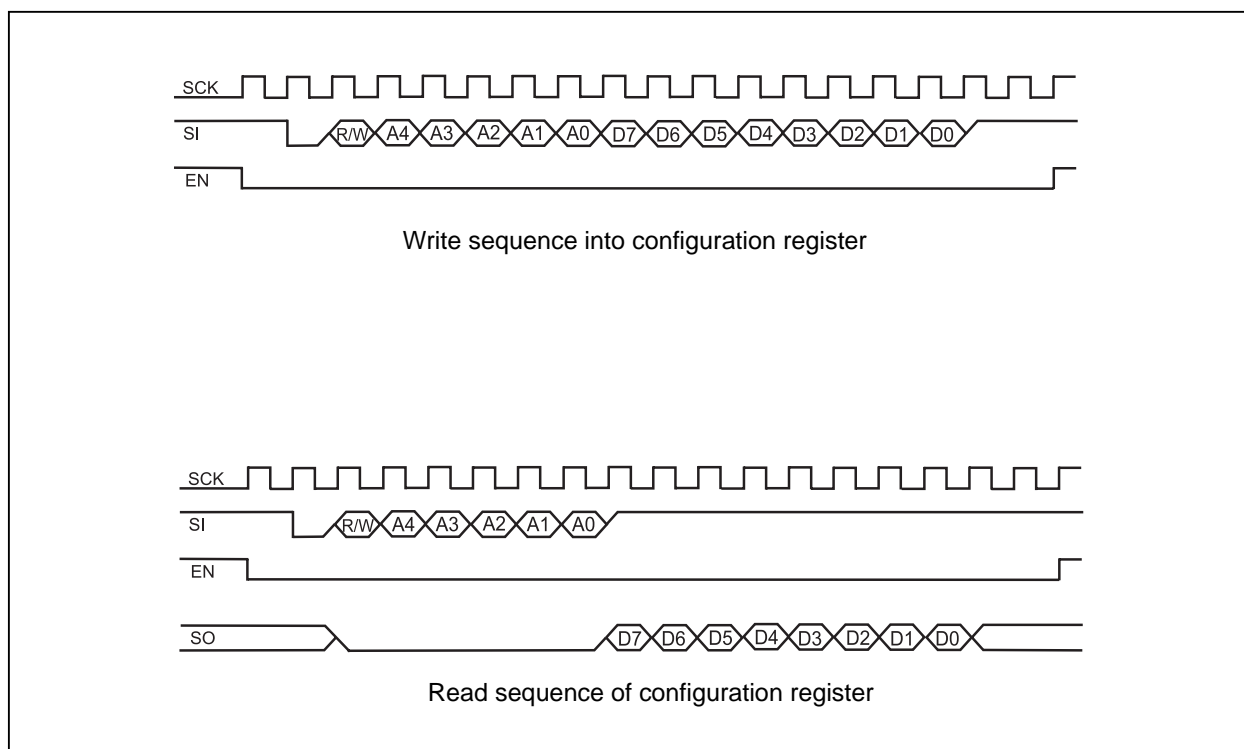 SCK
SI R/W A4 A3 A2 A1 A0 D7 D6 D5 D4 D3 D2 D1 D0
EN
Write sequence into configuration register
SCK
SI R/W A4 A3 A2 A1 A0
EN
SO D7 D6 D5 D4 D3 D2 D1 D0
Read sequence of configuration register